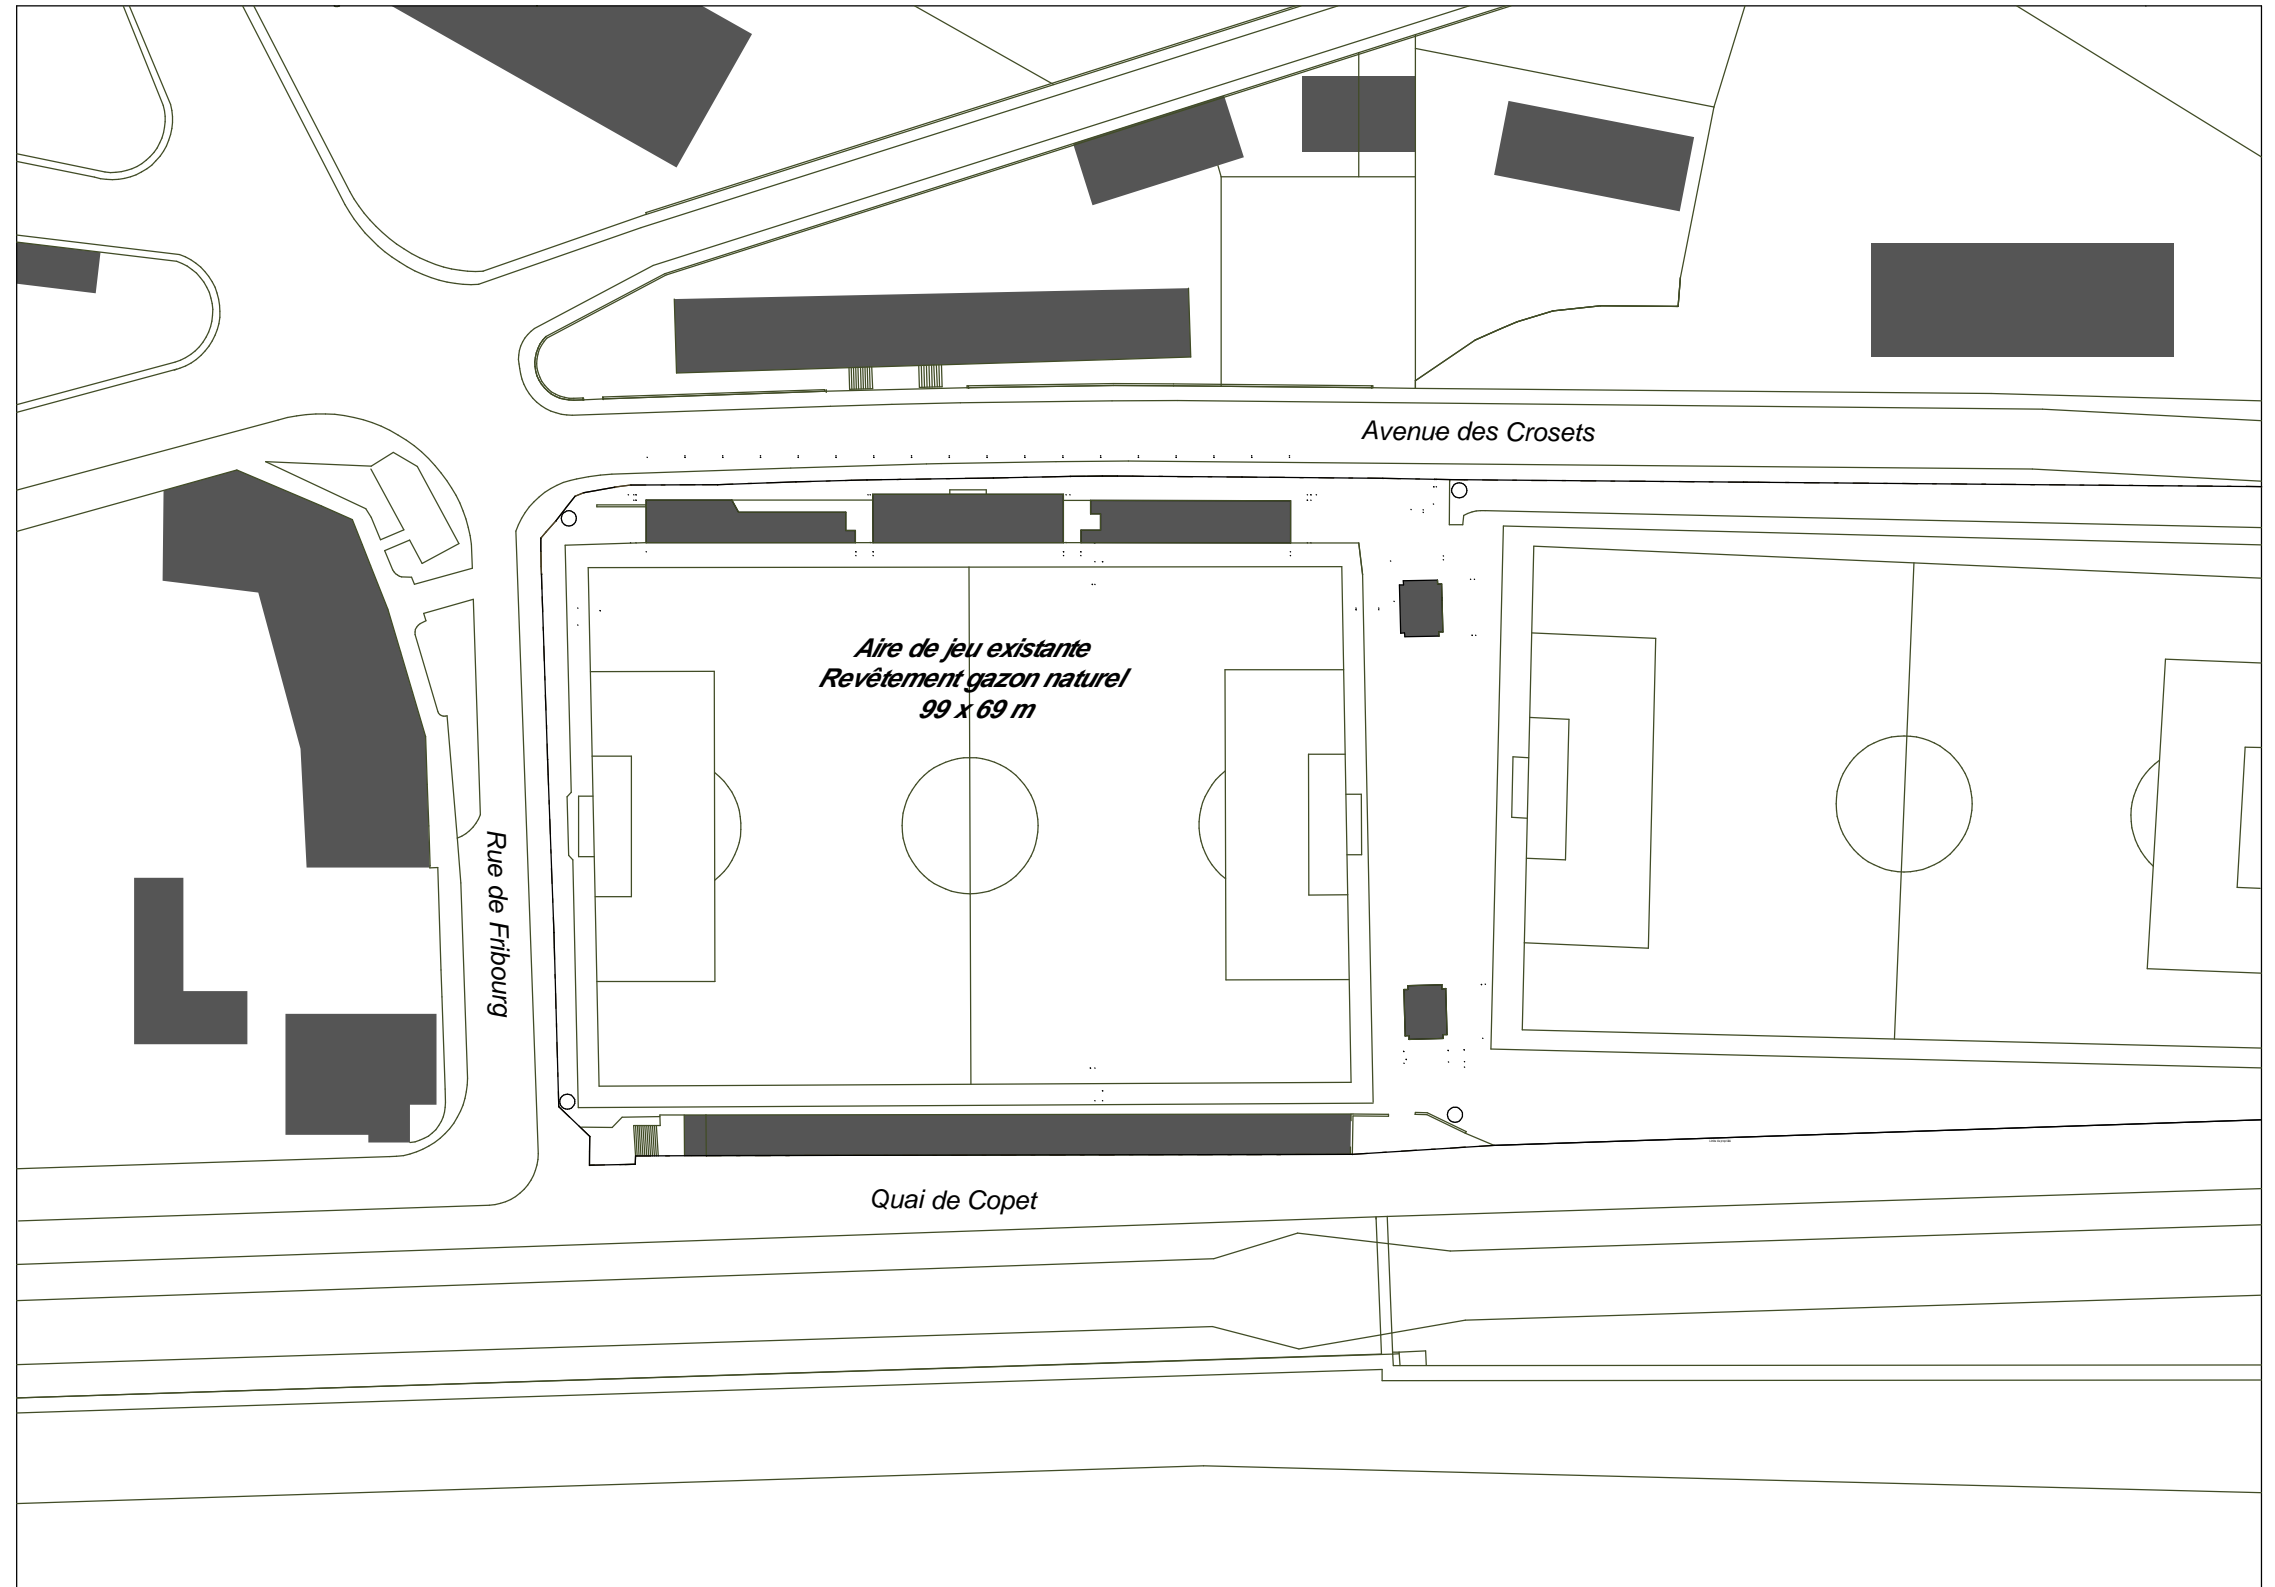 Avenue des Crosets
Aire de jeu existante
Revêtement gazon naturel
99 x 69 m
Rue de Fribourg
Quai de Copet